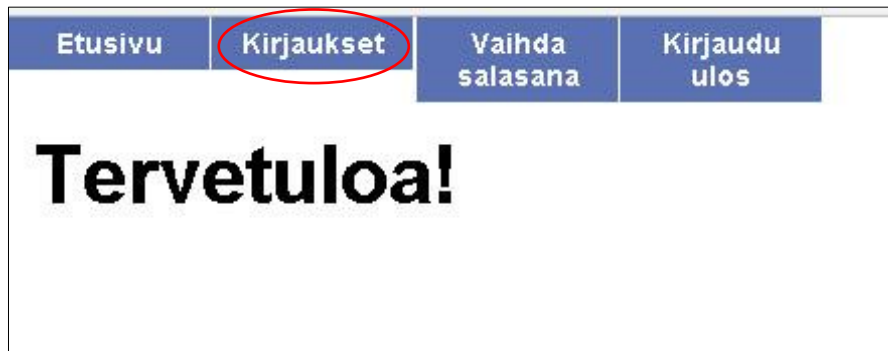 Etusivu
Kirjaukset
Vaihda
salasana
Kirjaudu
ulos
Tervetuloa!